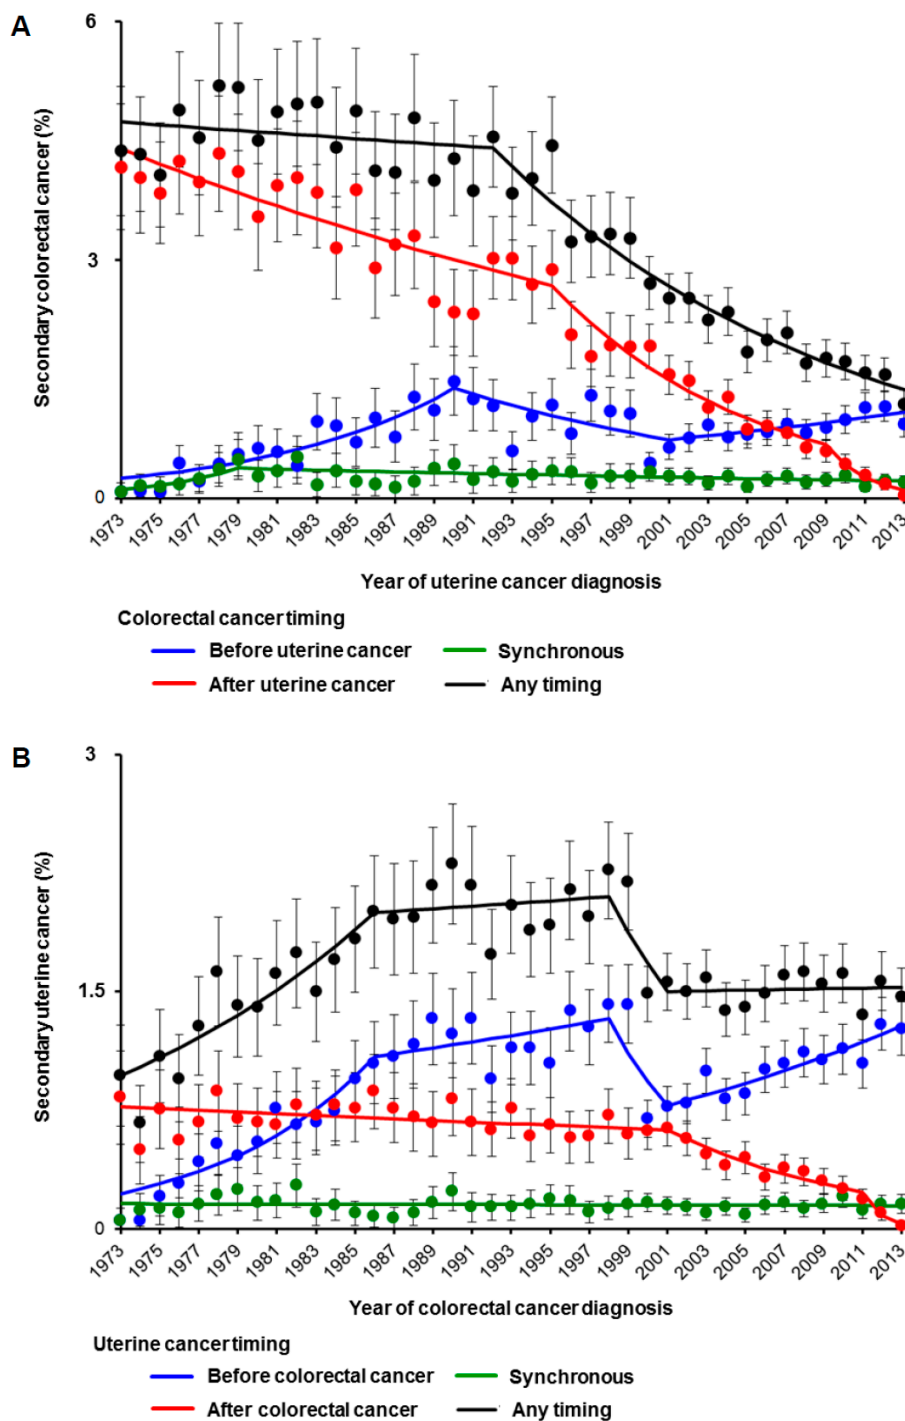 A
6
3
0
Secondary colorectal cancer (%)
1973 1975 1977 1979 1981 1983 1985 1987 1989 1991 1993 1995 1997 1999 2001 2003 2005 2007 2009 2011 2013
Year of uterine cancer diagnosis
Colorectal cancer timing
Before uterine cancer Synchronous
After uterine cancer Any timing
B
3
1.5
0
Secondary uterine cancer (%)
1973 1975 1977 1979 1981 1983 1985 1987 1989 1991 1993 1995 1997 1999 2001 2003 2005 2007 2009 2011 2013
Year of colorectal cancer diagnosis
Uterine cancer timing
Before colorectal cancer Synchronous
After colorectal cancer Any timing